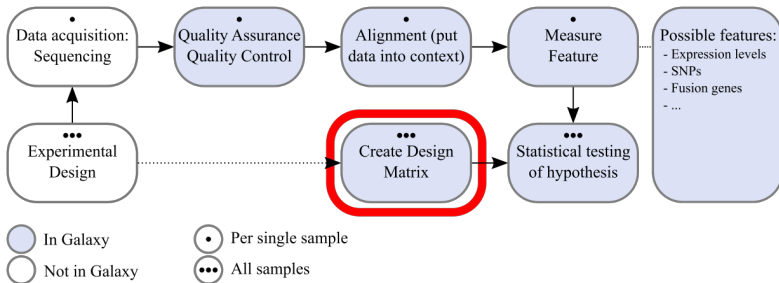 Data acquisition:
Sequencing
Quality Assurance
Quality Control
Alignment (put
data into context)
Measure
Feature
Possible features:
- Expression levels
- SNPs
- Fusion genes
- ...
Experimental
Design
Create Design
Matrix
Statistical testing
of hypothesis
In Galaxy
Per single sample
Not in Galaxy
All samples